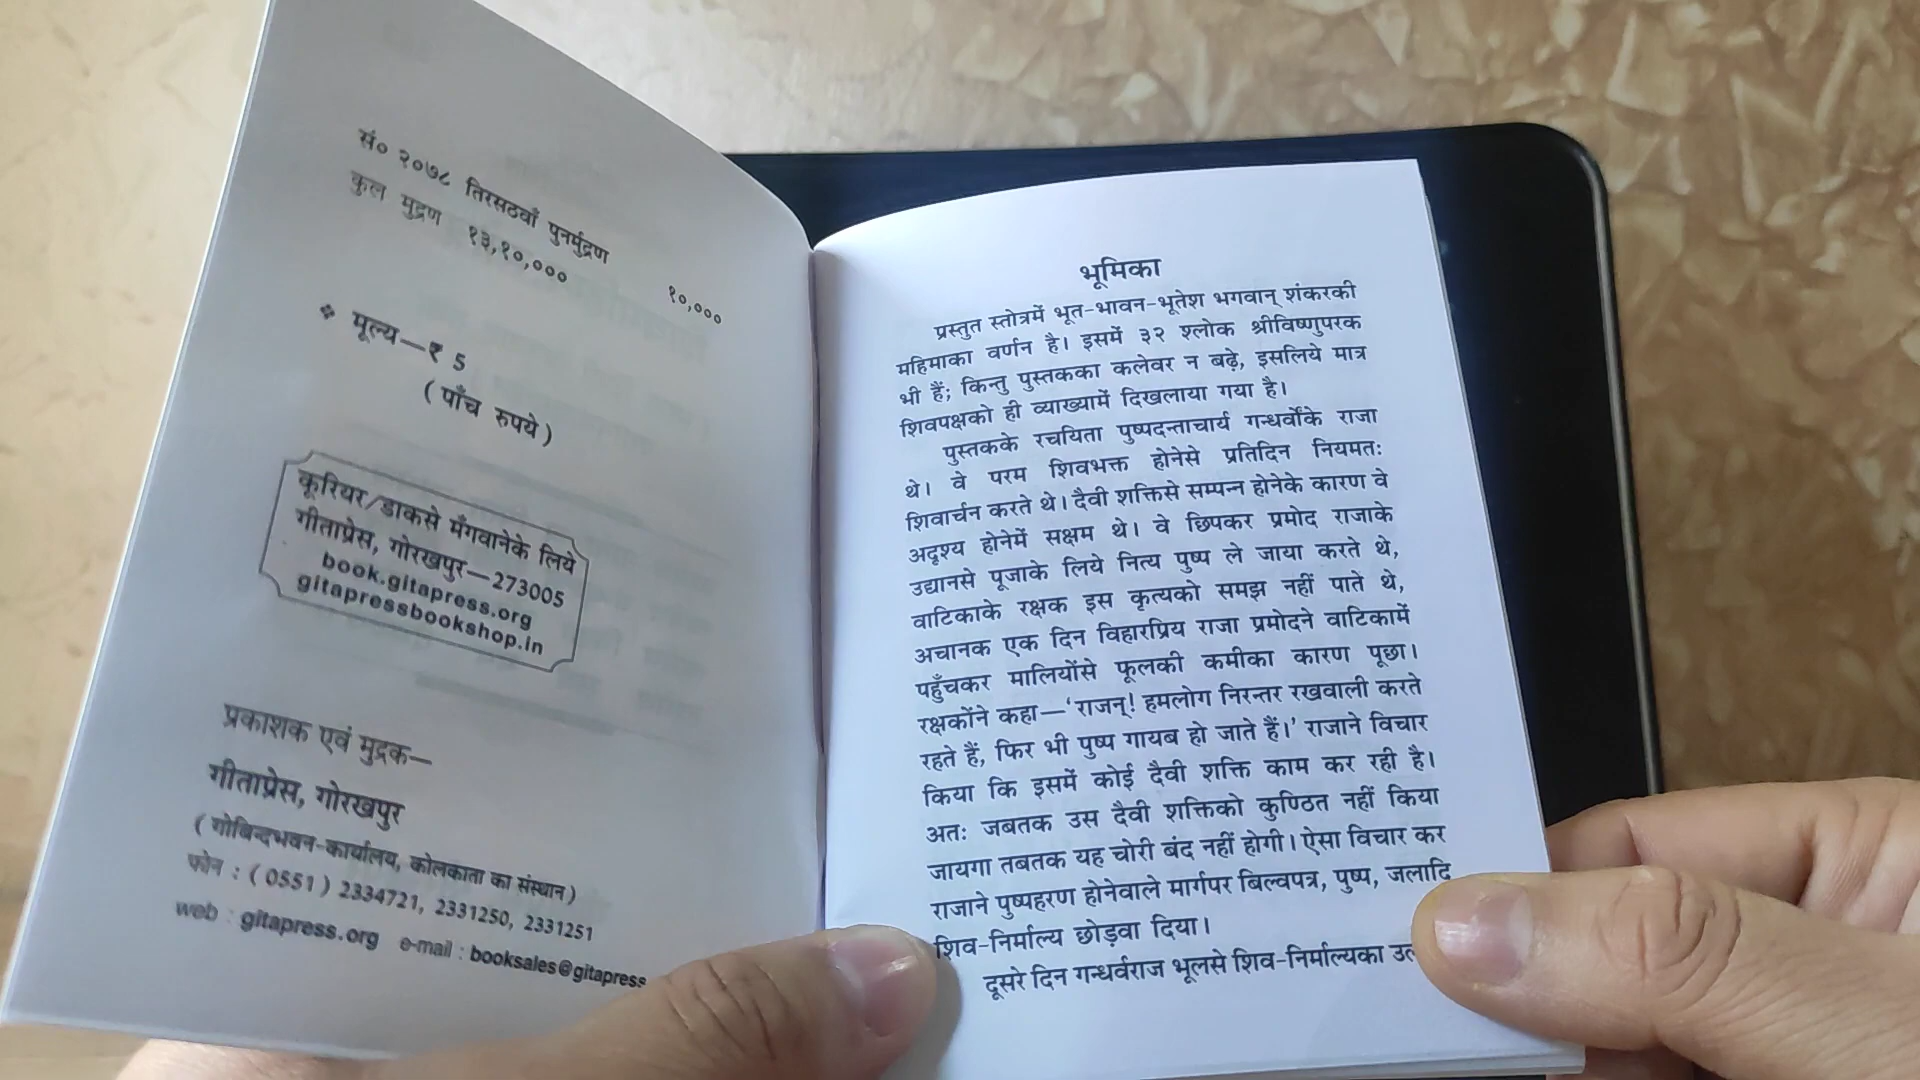 सं० २०७८ तिरसठवाँ पुनर्मुद्रण १०,०००
कुल मुद्रण १३,१०,०००
❖ मूल्य—₹ 5
( पाँच रुपये )
कूरियर/डाकसे मँगवानेके लिये
गीताप्रेस, गोरखपुर—273005
book.gitapress.org
gitapressbookshop.in
प्रकाशक एवं मुद्रक—
गीताप्रेस, गोरखपुर
( गोबिन्दभवन-कार्यालय, कोलकाता का संस्थान )
फोन : ( 0551 ) 2334721, 2331250, 2331251
web : gitapress.org e-mail : booksales@gitapress
भूमिका
प्रस्तुत स्तोत्रमें भूत-भावन-भूतेश भगवान् शंकरकी
महिमाका वर्णन है। इसमें ३२ श्लोक श्रीविष्णुपरक
भी हैं; किन्तु पुस्तकका कलेवर न बढ़े, इसलिये मात्र
शिवपक्षको ही व्याख्यामें दिखलाया गया है।
पुस्तकके रचयिता पुष्पदन्ताचार्य गन्धर्वोंके राजा
थे। वे परम शिवभक्त होनेसे प्रतिदिन नियमतः
शिवार्चन करते थे। दैवी शक्तिसे सम्पन्न होनेके कारण वे
अदृश्य होनेमें सक्षम थे। वे छिपकर प्रमोद राजाके
उद्यानसे पूजाके लिये नित्य पुष्प ले जाया करते थे,
वाटिकाके रक्षक इस कृत्यको समझ नहीं पाते थे,
अचानक एक दिन विहारप्रिय राजा प्रमोदने वाटिकामें
पहुँचकर मालियोंसे फूलकी कमीका कारण पूछा।
रक्षकोंने कहा—'राजन्! हमलोग निरन्तर रखवाली करते
रहते हैं, फिर भी पुष्प गायब हो जाते हैं।' राजाने विचार
किया कि इसमें कोई दैवी शक्ति काम कर रही है।
अतः जबतक उस दैवी शक्तिको कुण्ठित नहीं किया
जायगा तबतक यह चोरी बंद नहीं होगी। ऐसा विचार कर
राजाने पुष्पहरण होनेवाले मार्गपर बिल्वपत्र, पुष्प, जलादि
शिव-निर्माल्य छोड़वा दिया।
दूसरे दिन गन्धर्वराज भूलसे शिव-निर्माल्यका